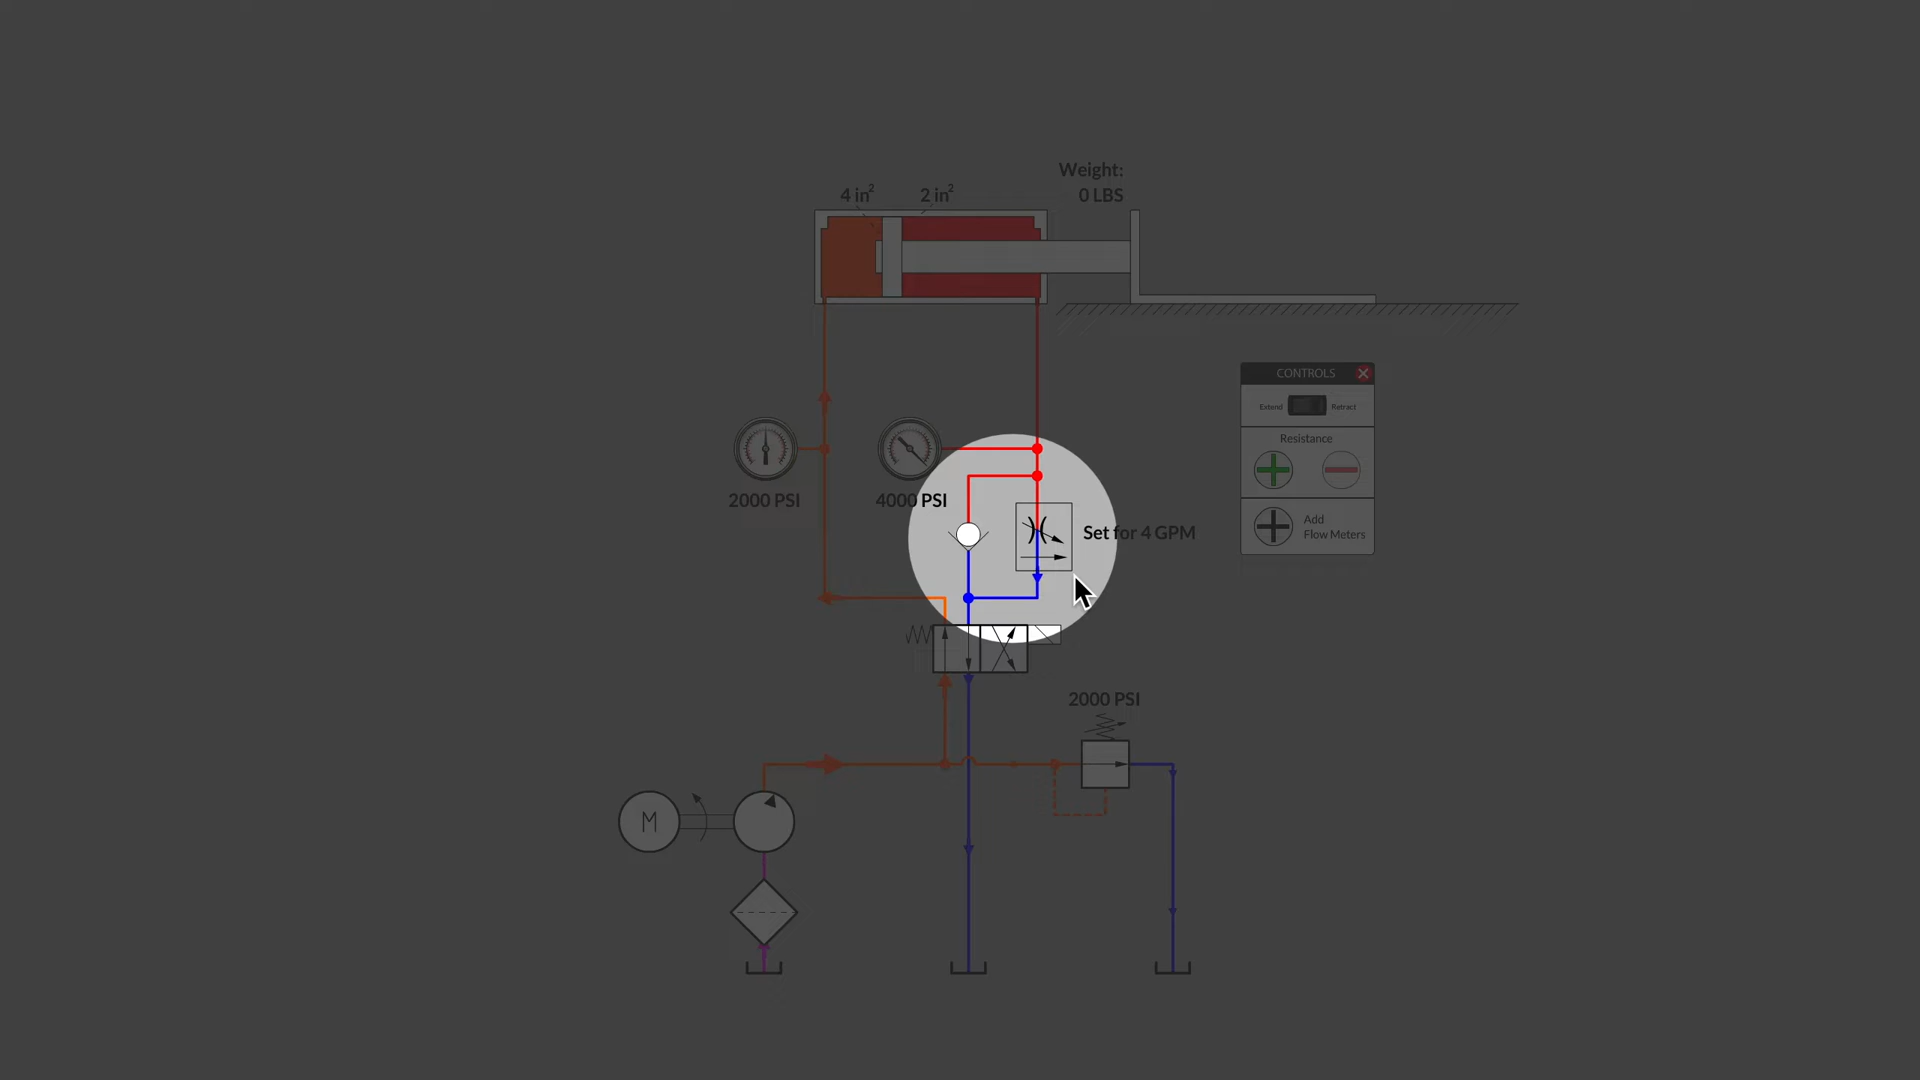 Weight:
0 LBS
4 in²
2 in²
CONTROLS
Extend
Retract
Resistance
Add
Flow Meters
2000 PSI
4000 PSI
Set for 4 GPM
2000 PSI
M